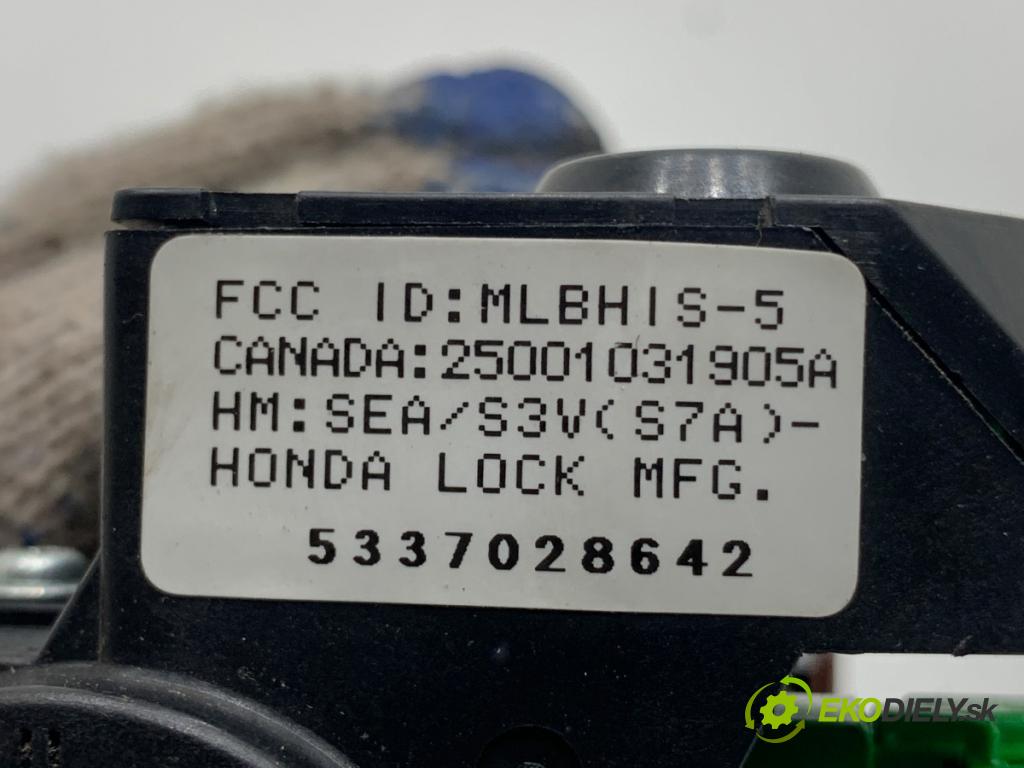 FCC ID:MLBHIS-5
CANADA:25001031905A
HM:SEA/S3V(S7A)-
HONDA LOCK MFG.
5337028642
EKODIELY.sk